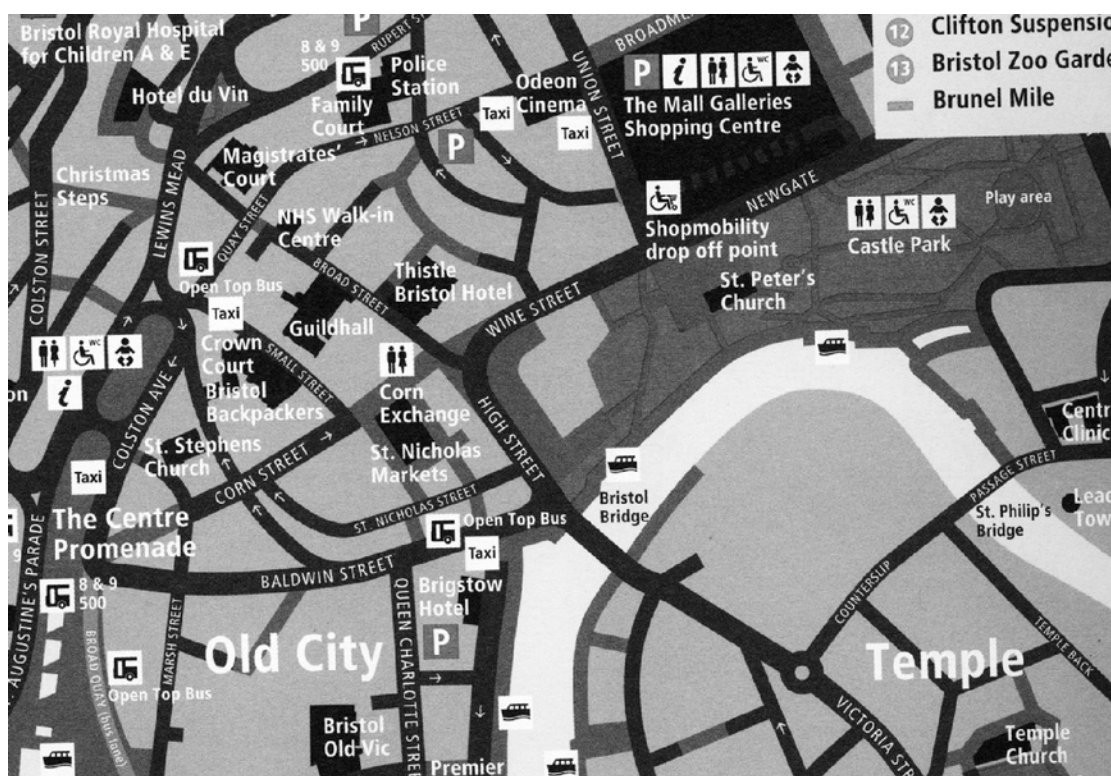 Bristol Royal Hospital
for Children A & E
Hotel du Vin
8 & 9
500
RUPERT STREET
P
Police
Station
Family
Court
NELSON STREET
Taxi
Odeon
Cinema
Taxi
UNION STREET
P
P
i
WC
The Mall Galleries
Shopping Centre
12
13
Brunel Mile
Bristol Zoo
Clifton
Magistrates'
Court
Christmas
Steps
LEWINS MEAD
COLSTON STREET
QUAY STREET
NHS Walk-in
Centre
BROAD STREET
Thistle
Bristol Hotel
NEWGATE
Shopmobility
drop off point
WC
Castle Park
Play area
St. Peter's
Church
WINE STREET
Open Top Bus
Taxi
Guildhall
SMALL STREET
Crown
Court
Bristol
Backpackers
WC
i
COLSTON AVE
Corn
Exchange
HIGH STREET
St. Stephens
Church
CORN STREET
St. Nicholas
Markets
Taxi
ST. NICHOLAS STREET
The Centre
Promenade
Open Top Bus
Taxi
Bristol
Bridge
PASSAGE STREET
St. Philip's
Bridge
BALDWIN STREET
8 & 9
500
AUGUSTINE'S PARADE
BROAD QUAY (bus lane)
MARSH STREET
Brigstow
Hotel
P
QUEEN CHARLOTTE
Old City
Open Top Bus
Bristol
Old Vic
Premier
COUNTERSLIP
TEMPLE BACK
Temple
VICTORIA
Temple
Church